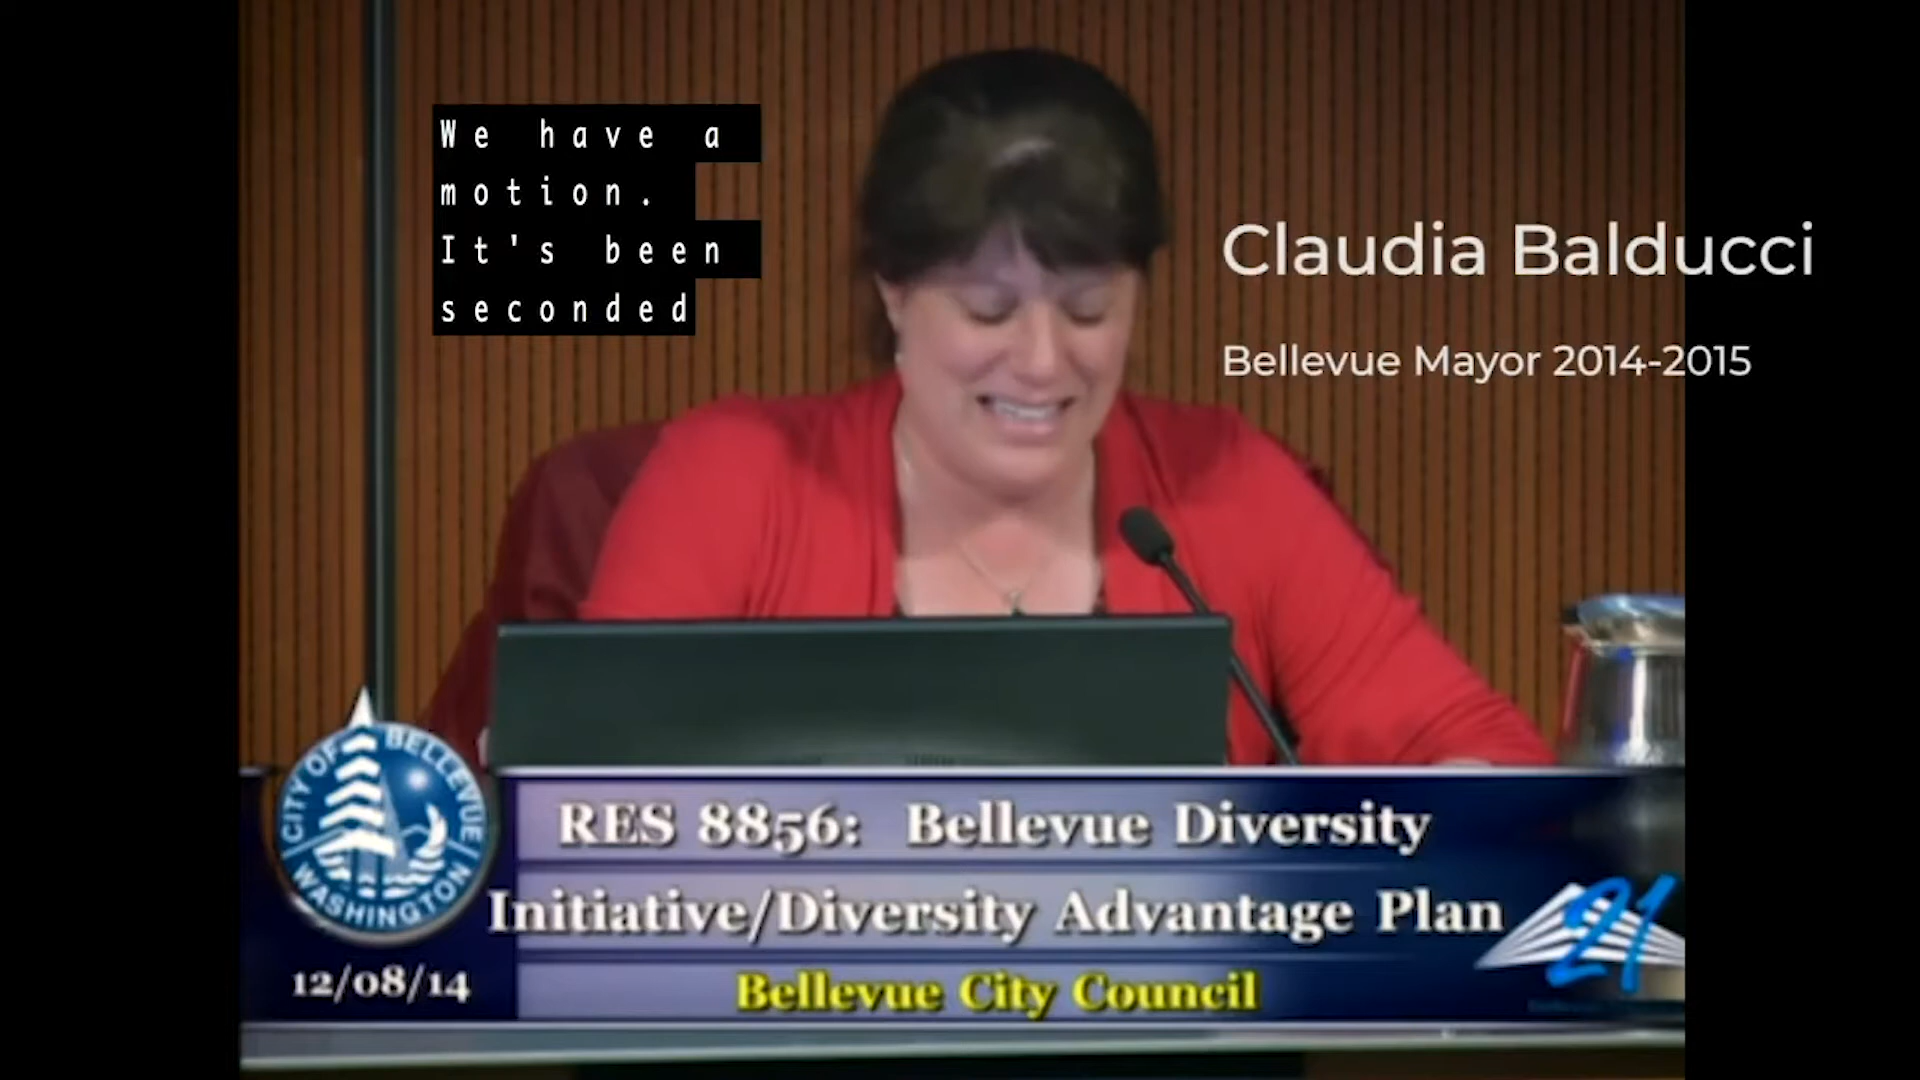 We have a
motion.
It's been
seconded
Claudia Balducci
Bellevue Mayor 2014-2015
CITY OF BELLEVUE
WASHINGTON
RES 8856: Bellevue Diversity
Initiative/Diversity Advantage Plan
21
12/08/14
Bellevue City Council